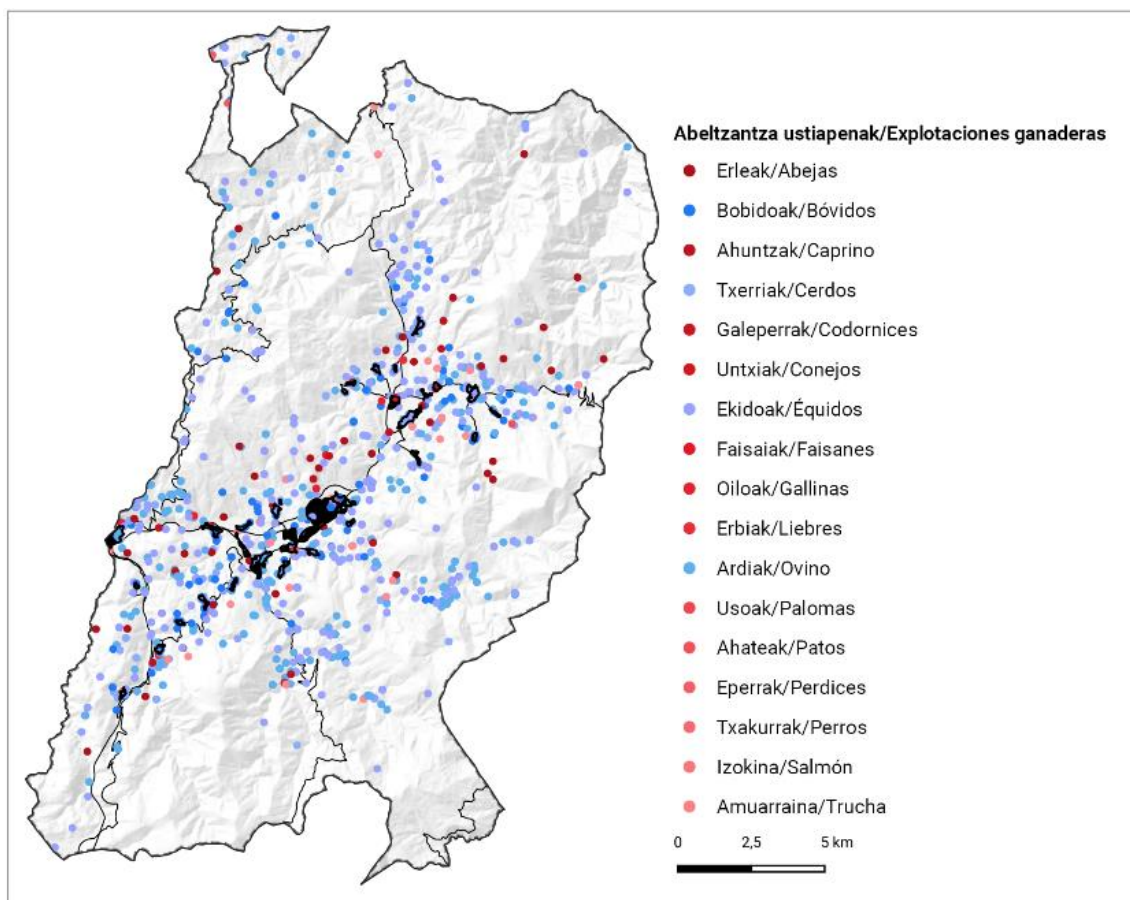 Abeltzantza ustiapenak/Explotaciones ganaderas
Erleak/Abejas
Bobidoak/Bóvidos
Ahuntzak/Caprino
Txerriak/Cerdos
Galeperrak/Codornices
Untxiak/Conejos
Ekidoak/Équidos
Faisaiak/Faisanes
Oiloak/Gallinas
Erbiak/Liebres
Ardiak/Ovino
Usoak/Palomas
Ahateak/Patos
Eperrak/Perdices
Txakurrak/Perros
Izokina/Salmón
Amuarraina/Trucha
0 2,5 5 km